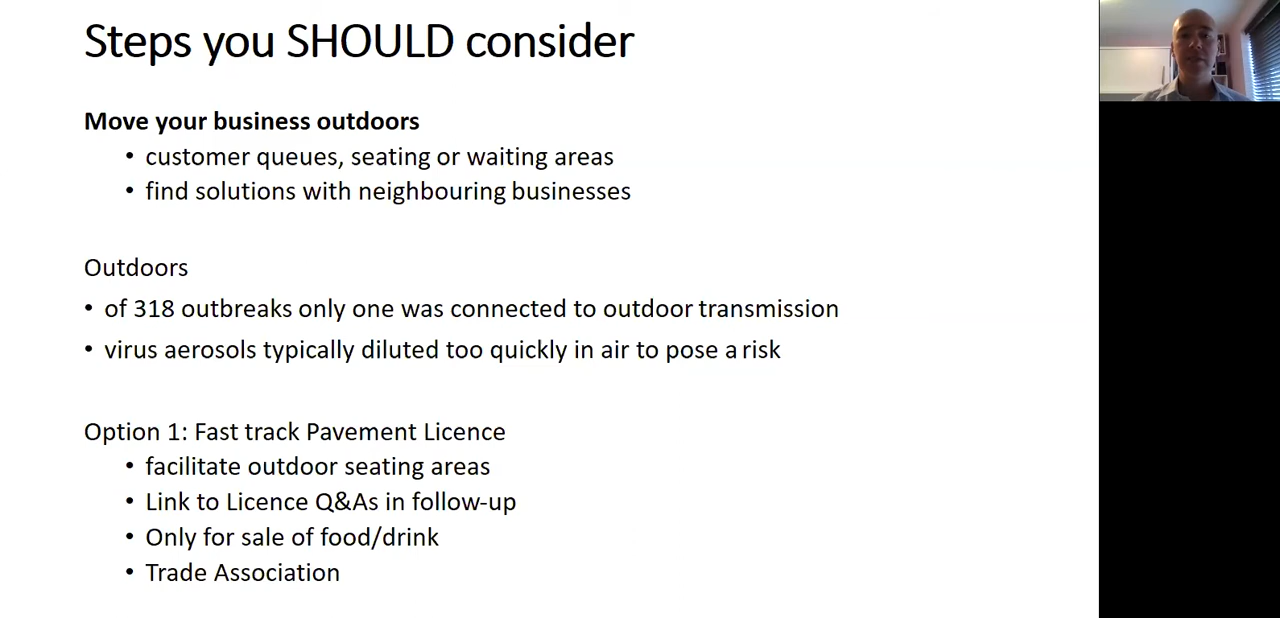 Steps you SHOULD consider
Move your business outdoors
• customer queues, seating or waiting areas
• find solutions with neighbouring businesses
Outdoors
• of 318 outbreaks only one was connected to outdoor transmission
• virus aerosols typically diluted too quickly in air to pose a risk
Option 1: Fast track Pavement Licence
• facilitate outdoor seating areas
• Link to Licence Q&As in follow-up
• Only for sale of food/drink
• Trade Association